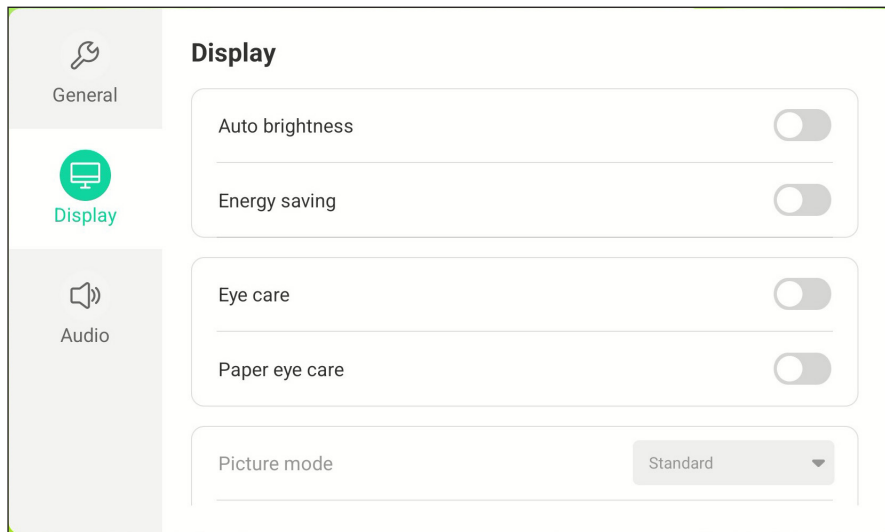 General
Display
Audio
Display
Auto brightness
Energy saving
Eye care
Paper eye care
Picture mode
Standard